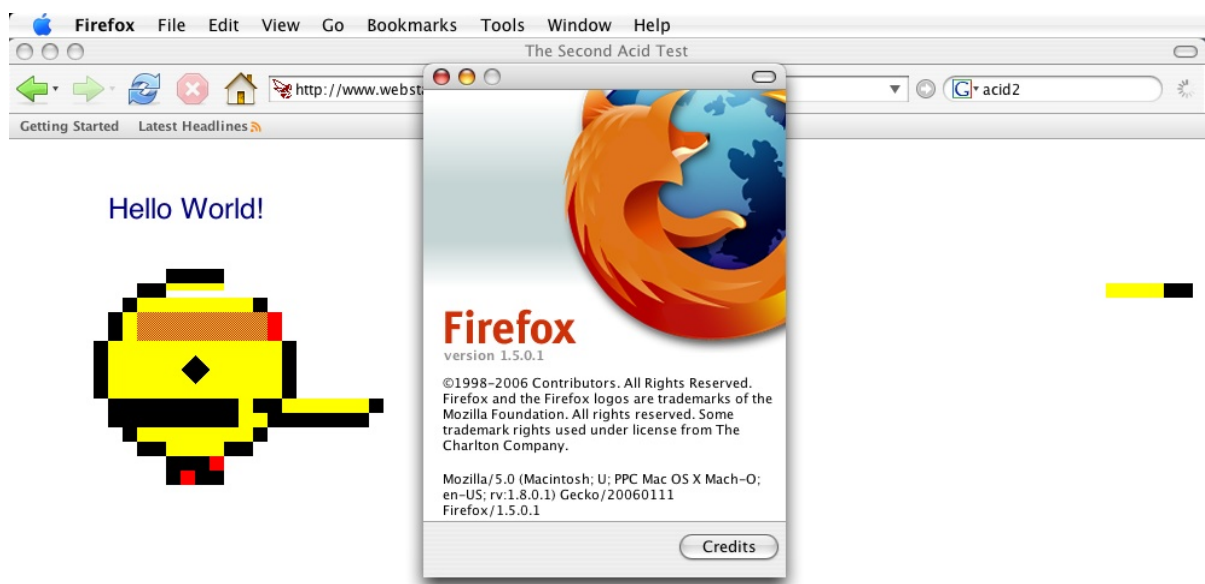 Firefox File Edit View Go Bookmarks Tools Window Help
The Second Acid Test
http://www.webst
acid2
Getting Started Latest Headlines
Hello World!
Firefox
version 1.5.0.1
©1998-2006 Contributors. All Rights Reserved.
Firefox and the Firefox logos are trademarks of the
Mozilla Foundation. All rights reserved. Some
trademark rights used under license from The
Charlton Company.
Mozilla/5.0 (Macintosh; U; PPC Mac OS X Mach-O;
en-US; rv:1.8.0.1) Gecko/20060111
Firefox/1.5.0.1
Credits